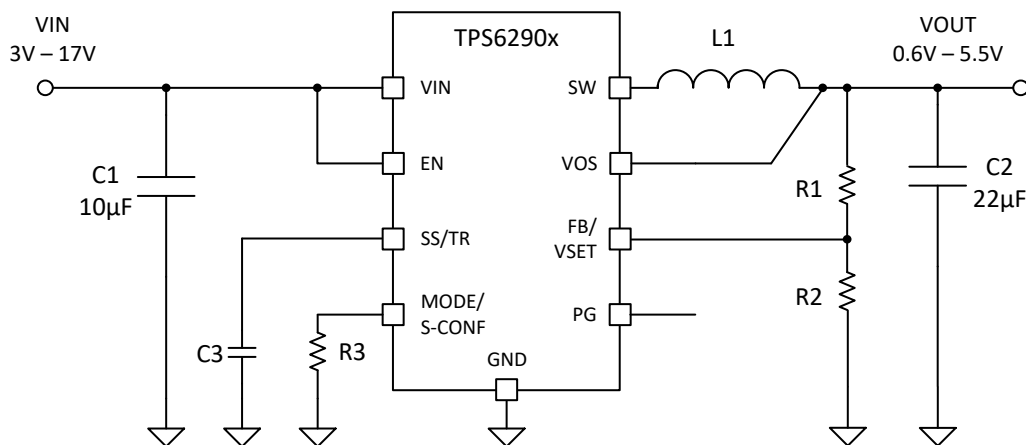 VIN
3V – 17V
TPS6290x
L1
VOUT
0.6V – 5.5V
VIN
SW
EN
VOS
C1
10µF
R1
C2
22µF
SS/TR
FB/
VSET
MODE/
S-CONF
PG
R2
C3
R3
GND